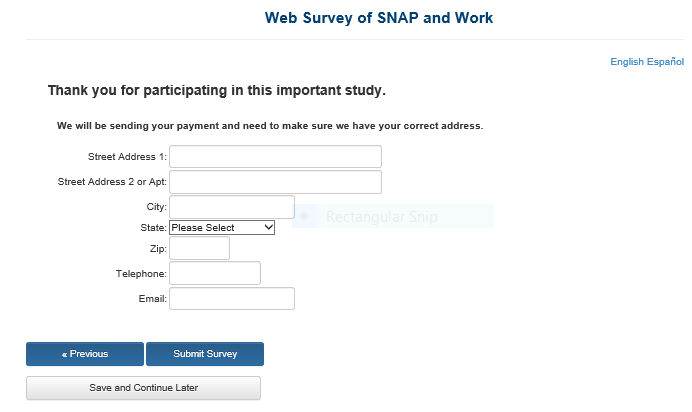 Web Survey of SNAP and Work
English Español
Thank you for participating in this important study.
We will be sending your payment and need to make sure we have your correct address.
Street Address 1:
Street Address 2 or Apt:
City:
Rectangular Snip
State: Please Select
Zip:
Telephone:
Email:
« Previous Submit Survey
Save and Continue Later